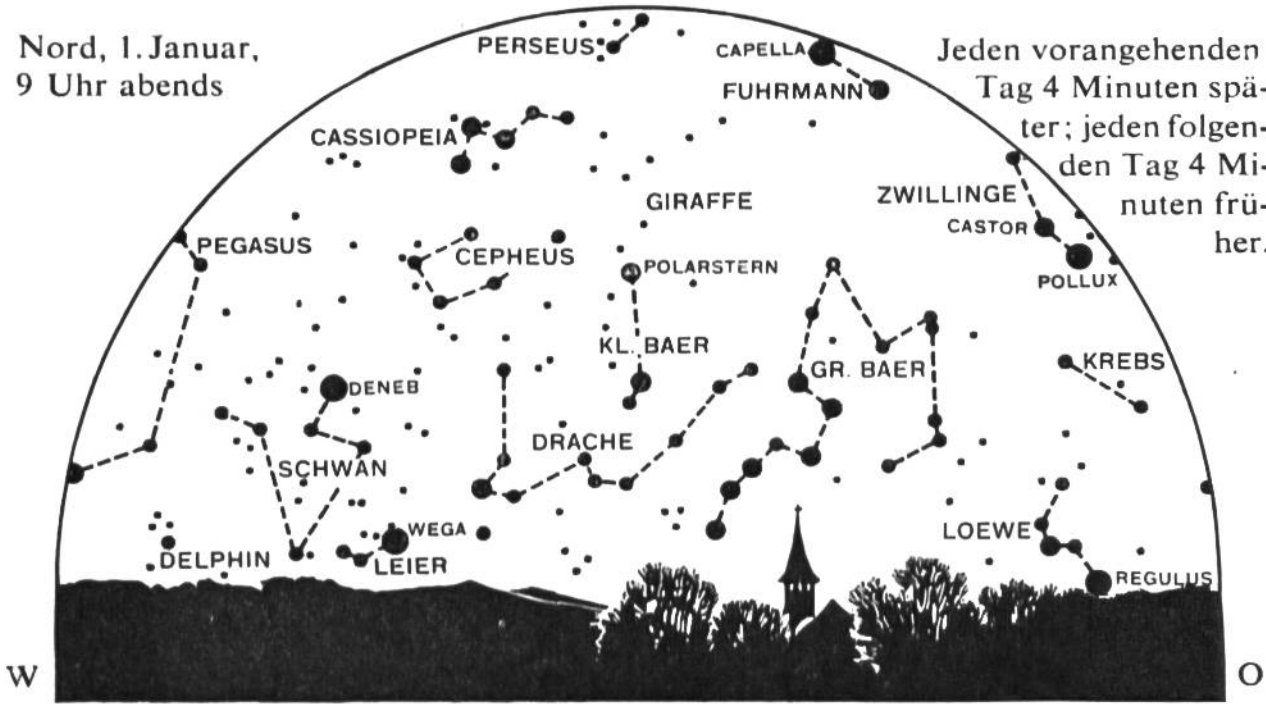 Nord, 1. Januar,
9 Uhr abends
Jeden vorangehenden
Tag 4 Minuten spä-
ter; jeden folgen-
den Tag 4 Mi-
nuten frü-
her.
PERSEUS
CAPELLA
FUHRMANN
CASSIOPEIA
GIRAFFE
ZWILLINGE
CASTOR
POLLUX
PEGASUS
CEPHEUS
POLARSTERN
KL. BAER
GR. BAER
KREBS
DENEB
DRACHE
SCHWAN
WEGA
LEIER
DELPHIN
LOEWE
REGULUS
W
O